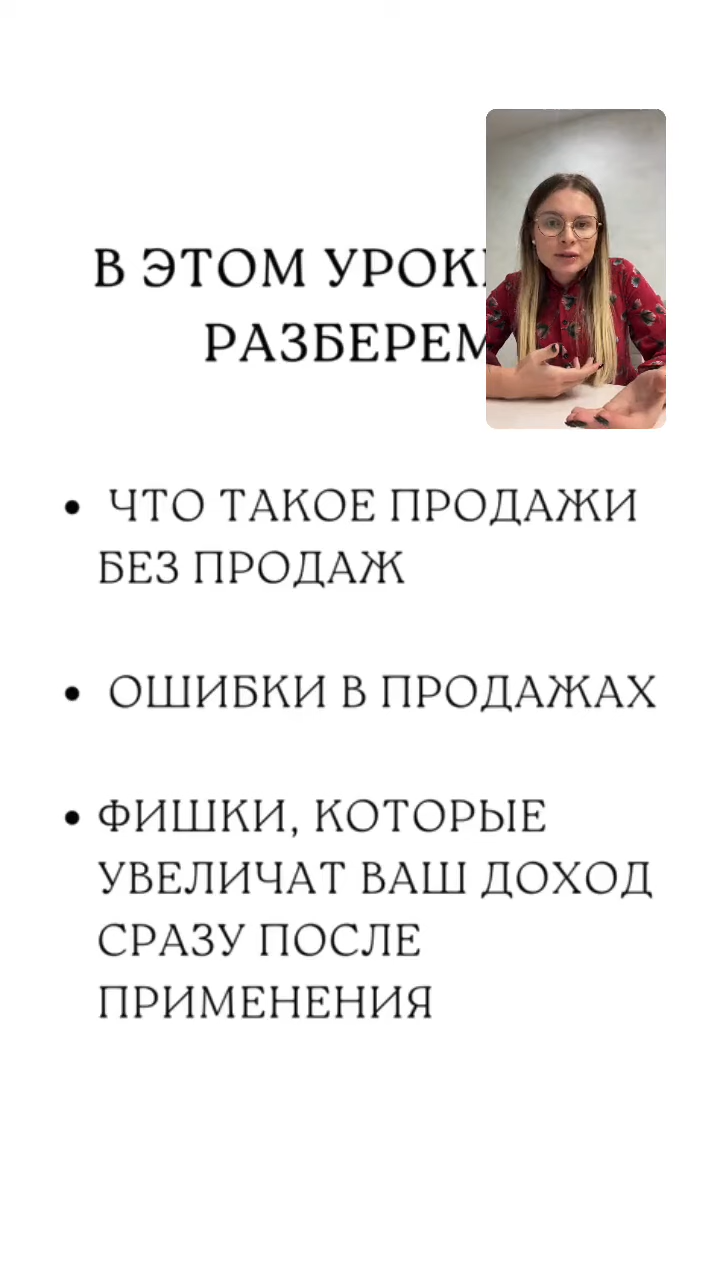 В ЭТОМ
РАЗБЕРЕМ
• ЧТО ТАКОЕ ПРОДАЖИ
БЕЗ ПРОДАЖ
• ОШИБКИ В ПРОДАЖАХ
• ФИШКИ, КОТОРЫЕ
УВЕЛИЧАТ ВАШ ДОХОД
СРАЗУ ПОСЛЕ
ПРИМЕНЕНИЯ